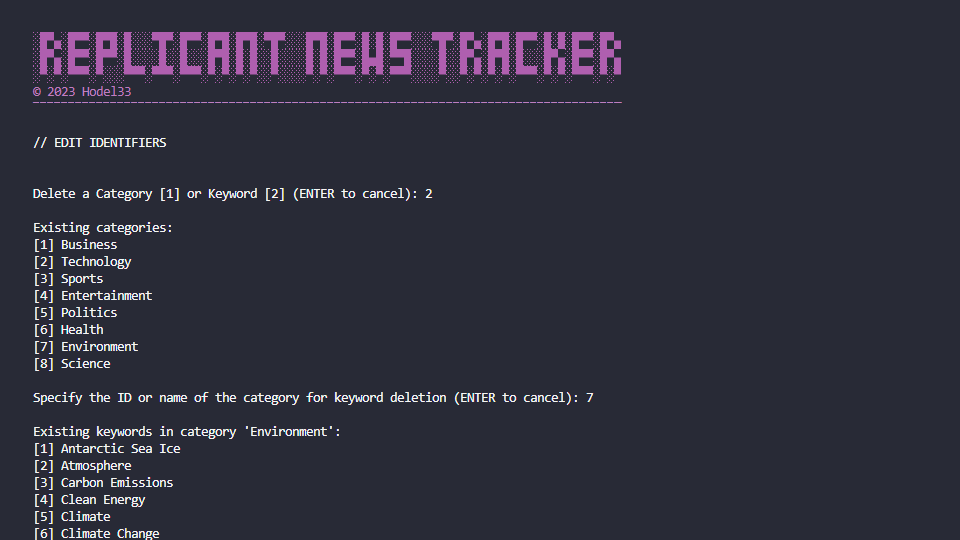 REPLICANT NEWS TRACKER
© 2023 Hodel33
// EDIT IDENTIFIERS
Delete a Category [1] or Keyword [2] (ENTER to cancel): 2
Existing categories:
[1] Business
[2] Technology
[3] Sports
[4] Entertainment
[5] Politics
[6] Health
[7] Environment
[8] Science
Specify the ID or name of the category for keyword deletion (ENTER to cancel): 7
Existing keywords in category 'Environment':
[1] Antarctic Sea Ice
[2] Atmosphere
[3] Carbon Emissions
[4] Clean Energy
[5] Climate
[6] Climate Change